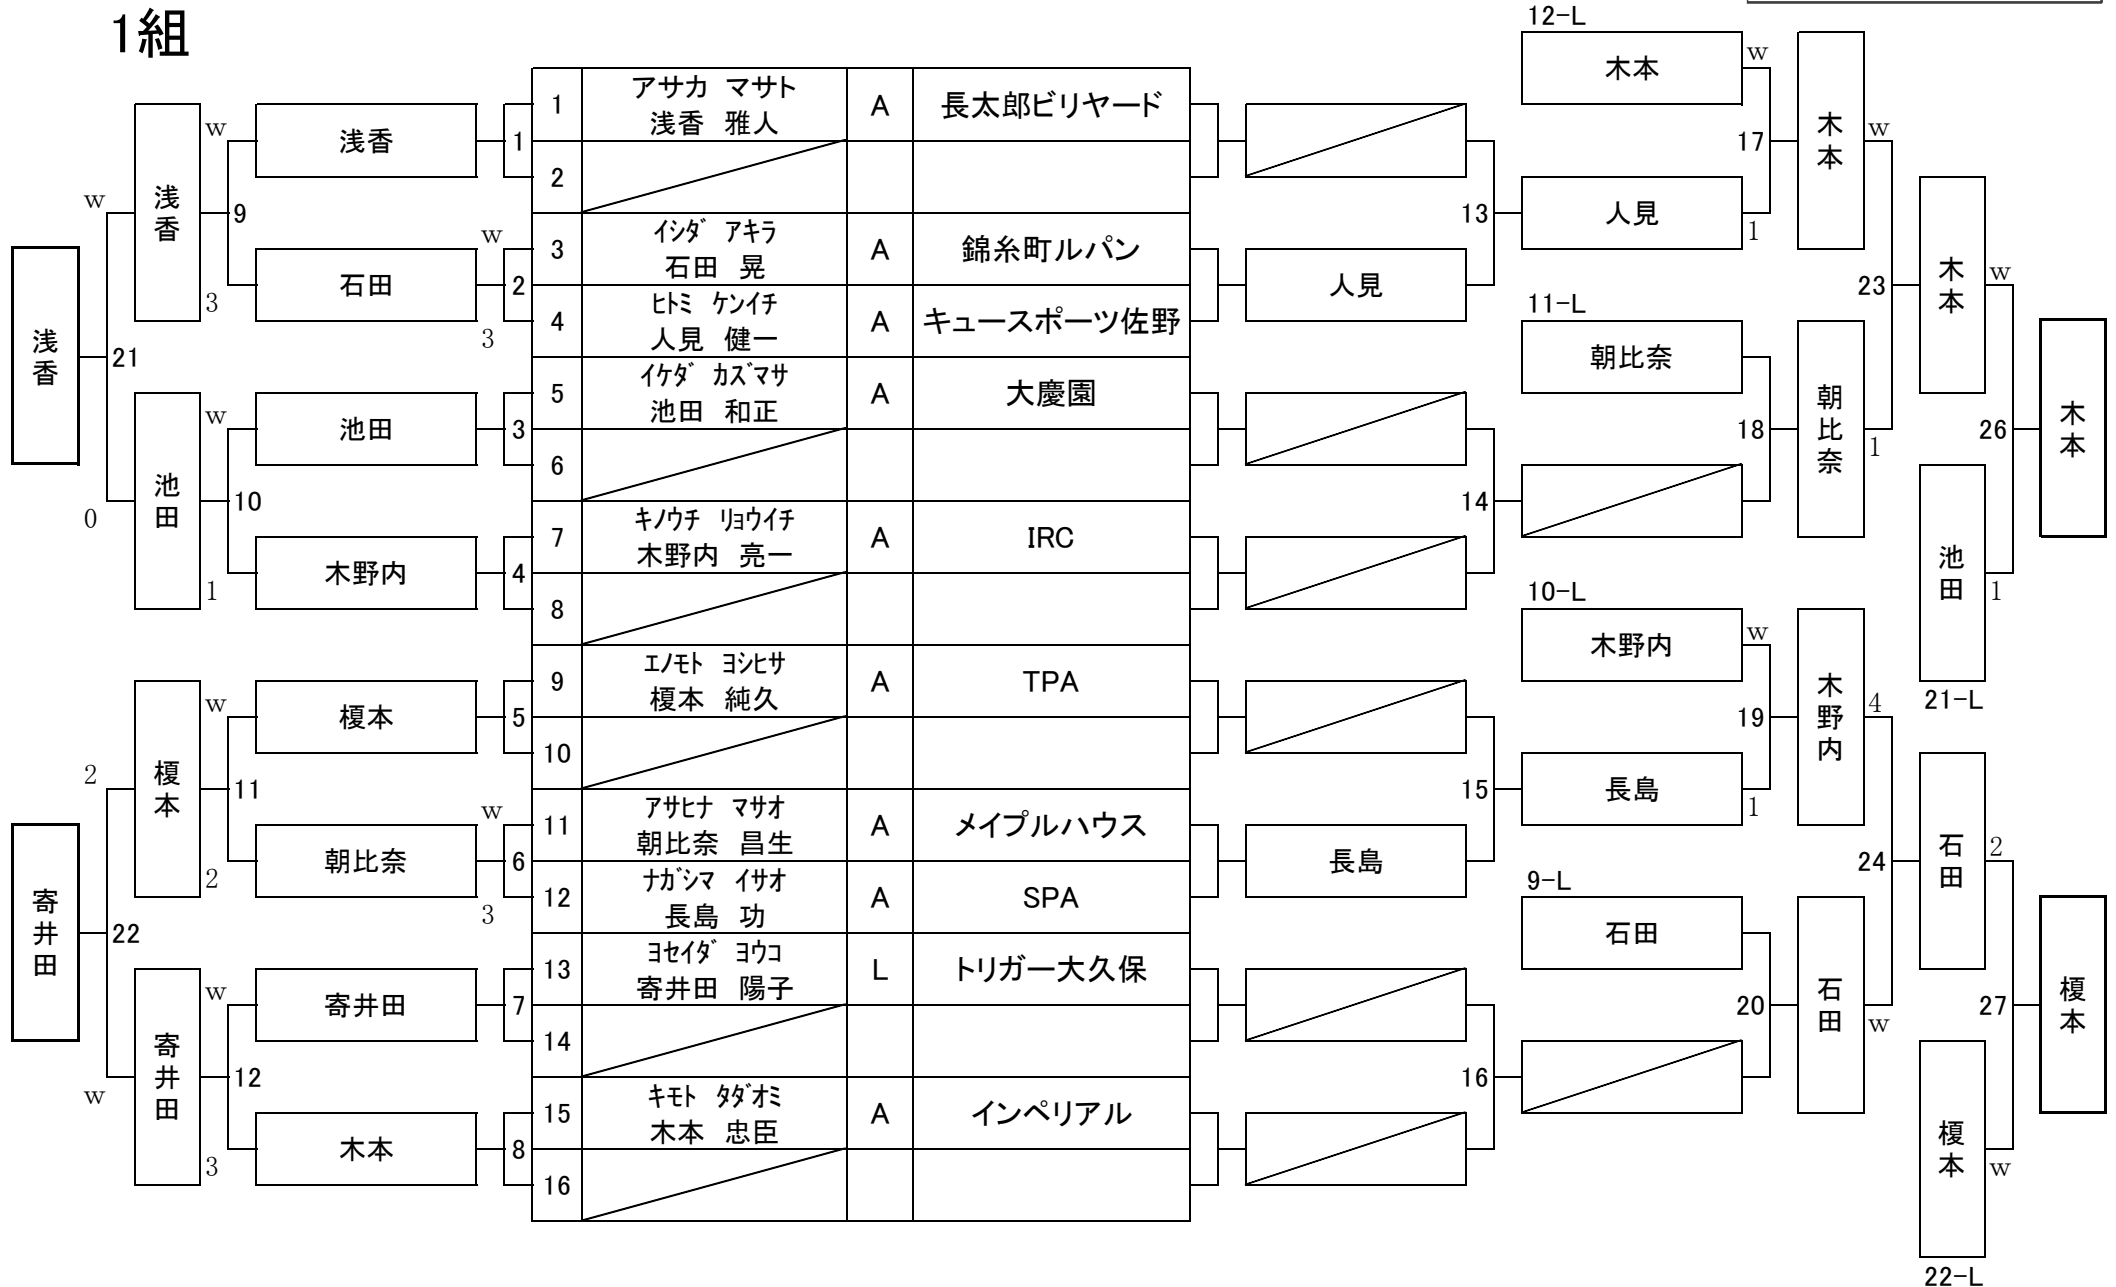 1組
12-L
木本
w
人見
1
17
木本
w
11-L
朝比奈
18
朝比奈
1
23
木本
w
池田
1
21-L
26
木本
10-L
木野内
w
長島
1
19
木野内
4
9-L
石田
20
石田
w
24
石田
2
榎本
w
22-L
27
榎本
浅香
21
w
0
浅香
w
3
9
浅香
1
石田
w
3
2
池田
w
1
10
池田
3
木野内
4
寄井田
22
2
w
榎本
w
2
11
榎本
5
朝比奈
w
3
6
寄井田
w
3
12
寄井田
7
木本
8
1
アサカ マサト
浅香 雅人
A
長太郎ビリヤード
2
3
イシダ アキラ
石田 晃
A
錦糸町ルパン
4
ヒトミ ケンイチ
人見 健一
A
キュースポーツ佐野
5
イケダ カズマサ
池田 和正
A
大慶園
6
7
キノウチ リョウイチ
木野内 亮一
A
IRC
8
9
エノモト ヨシヒサ
榎本 純久
A
TPA
10
11
アサヒナ マサオ
朝比奈 昌生
A
メイプルハウス
12
ナガシマ イサオ
長島 功
A
SPA
13
ヨセイダ ヨウコ
寄井田 陽子
L
トリガー大久保
14
15
キモト タダオミ
木本 忠臣
A
インペリアル
16
人見
13
14
長島
15
16